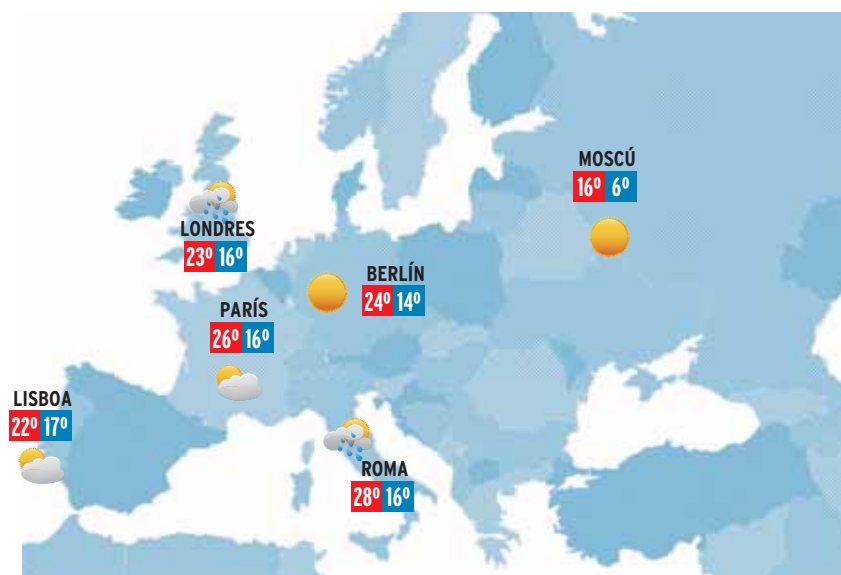 MOSCÚ
16º 6º
LONDRES
23º 16º
BERLÍN
24º 14º
PARÍS
26º 16º
LISBOA
22º 17º
ROMA
28º 16º